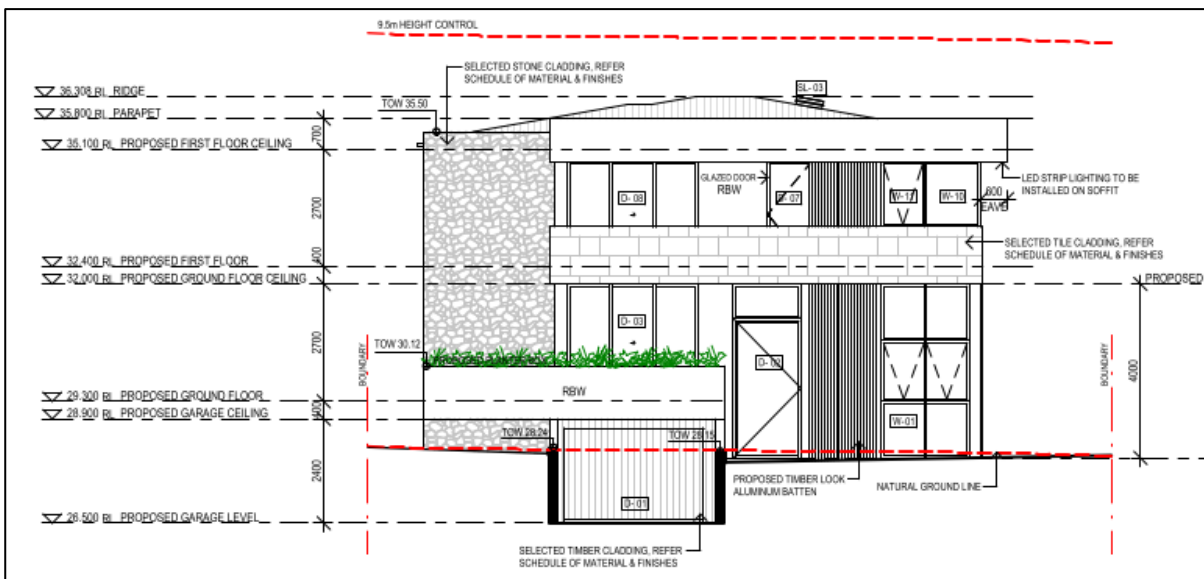 9.5m HEIGHT CONTROL
SELECTED STONE CLADDING, REFER
SCHEDULE OF MATERIAL & FINISHES
36.308 RL RIDGE
SL-03
TOW 35.50
35.800 RL PARAPET
700
35.100 RL PROPOSED FIRST FLOOR CEILING
GLAZED DOOR
RBW
LED STRIP LIGHTING TO BE
INSTALLED ON SOFFIT
D-08
D-07
W-10
600
EAVE
2700
SELECTED TILE CLADDING, REFER
SCHEDULE OF MATERIAL & FINISHES
400
32.400 RL PROPOSED FIRST FLOOR
32.000 RL PROPOSED GROUND FLOOR CEILING
PROPOSED
D-03
2700
TOW 30.12
BOUNDARY
BOUNDARY
D-02
4000
29.300 RL PROPOSED GROUND FLOOR
RBW
400
28.900 RL PROPOSED GARAGE CEILING
W-01
TOW 28.24
TOW 28.15
2400
PROPOSED TIMBER LOOK
ALUMINUM BATTEN
NATURAL GROUND LINE
D-01
26.500 RL PROPOSED GARAGE LEVEL
SELECTED TIMBER CLADDING, REFER
SCHEDULE OF MATERIAL & FINISHES